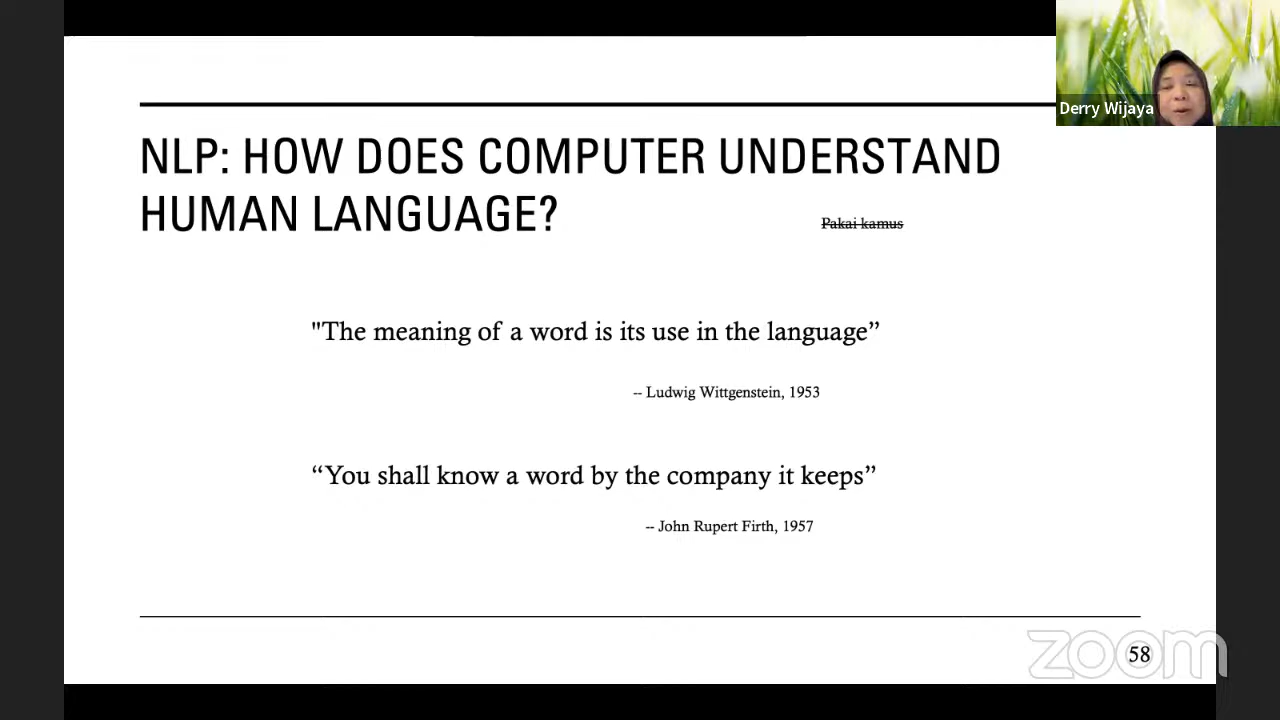 Derry Wijaya
NLP: HOW DOES COMPUTER UNDERSTAND
HUMAN LANGUAGE?
Pakai kamus
"The meaning of a word is its use in the language”
-- Ludwig Wittgenstein, 1953
“You shall know a word by the company it keeps”
-- John Rupert Firth, 1957
zoom
58